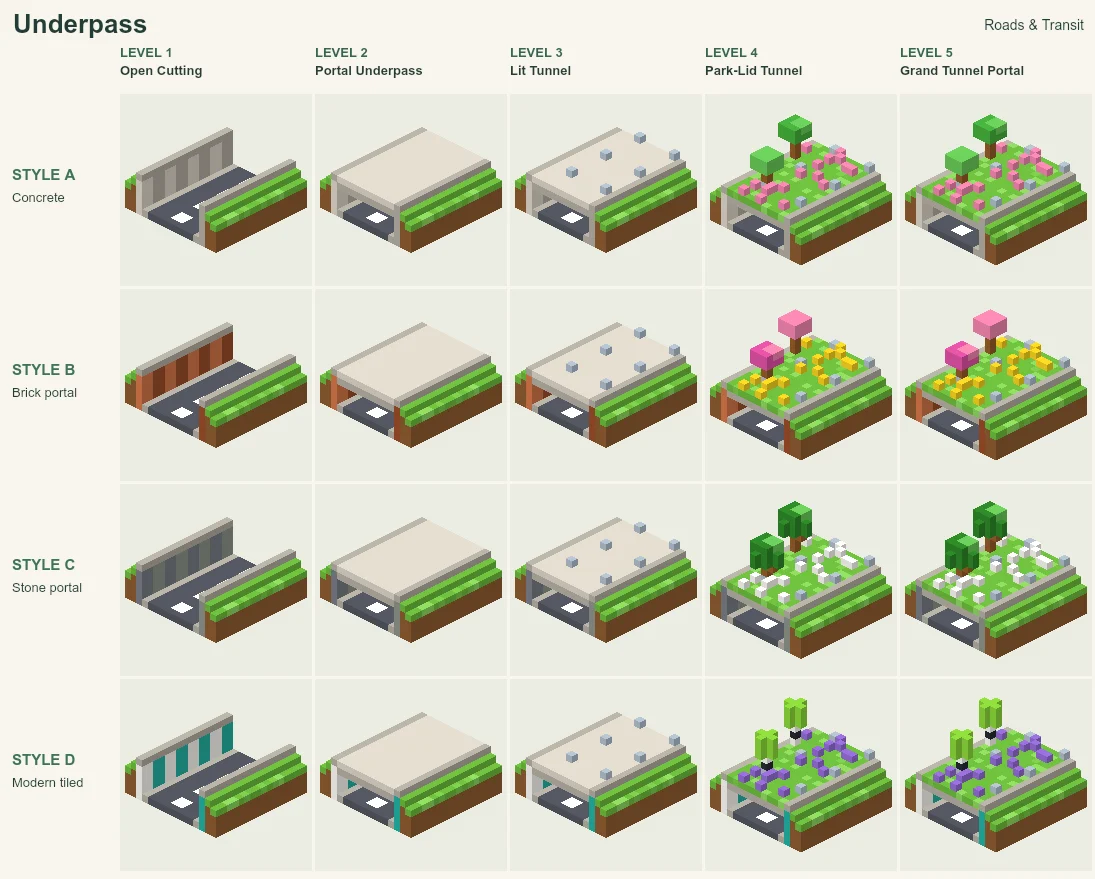 Underpass
Roads & Transit
LEVEL 1
Open Cutting
LEVEL 2
Portal Underpass
LEVEL 3
Lit Tunnel
LEVEL 4
Park-Lid Tunnel
LEVEL 5
Grand Tunnel Portal
STYLE A
Concrete
STYLE B
Brick portal
STYLE C
Stone portal
STYLE D
Modern tiled